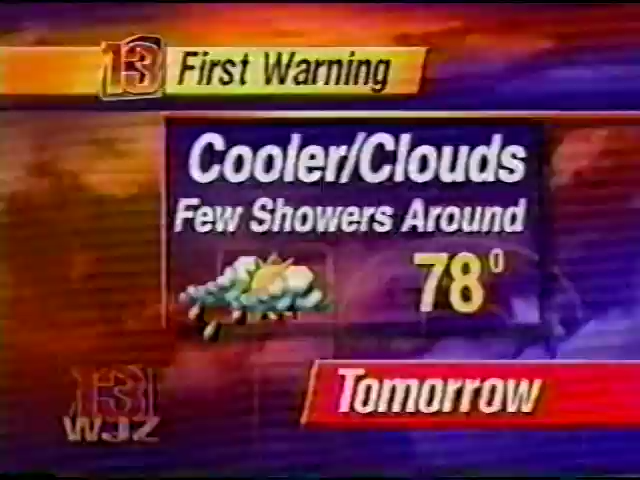 13 First Warning
Cooler/Clouds
Few Showers Around
78°
Tomorrow
13
WJZ